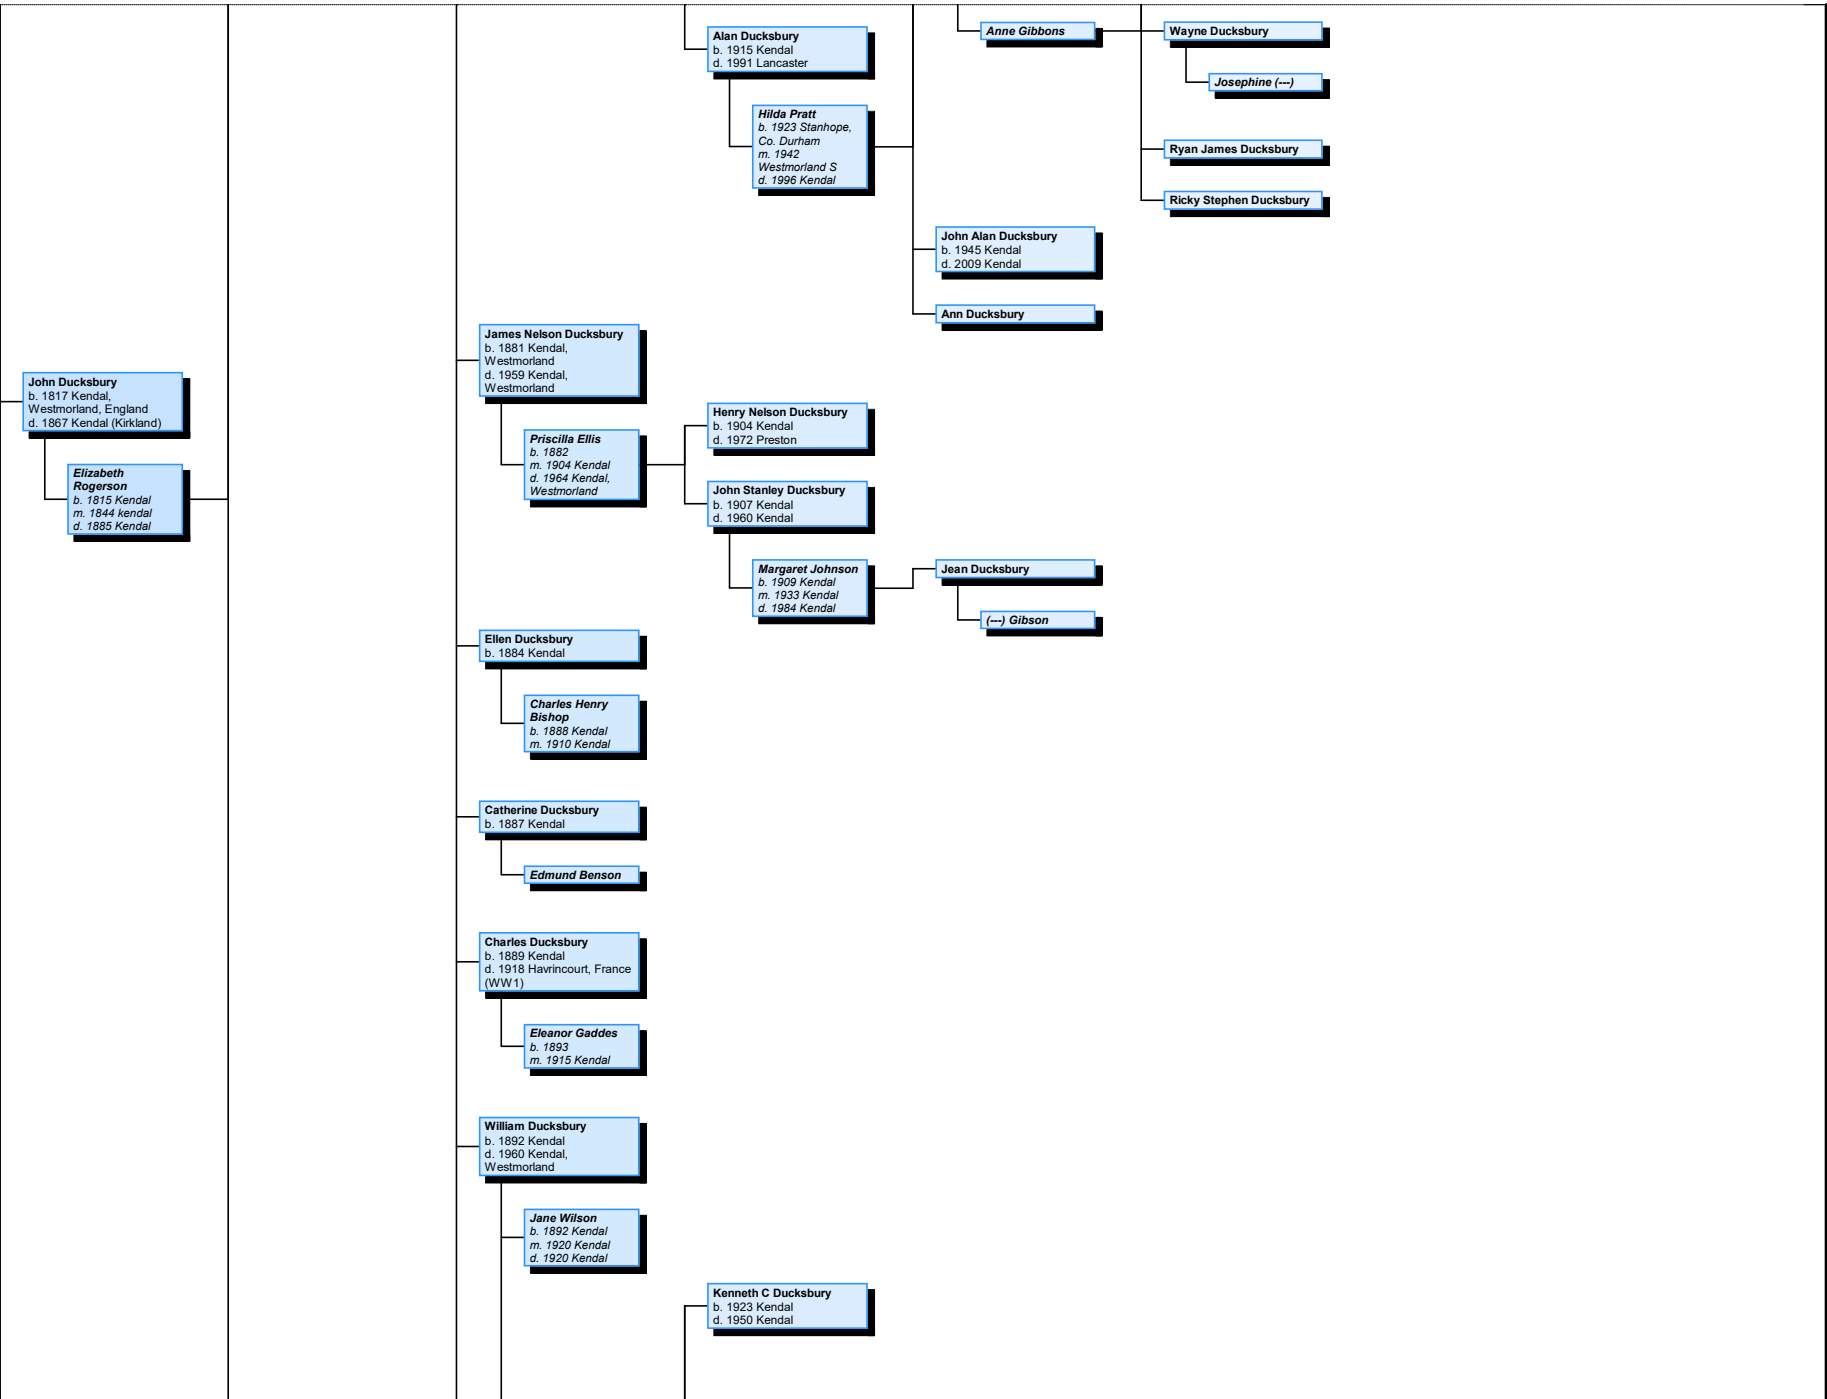 Alan Ducksbury
b. 1915 Kendal
d. 1991 Lancaster
Anne Gibbons
Wayne Ducksbury
Josephine (---)
Hilda Pratt
b. 1923 Stanhope,
Co. Durham
m. 1942
Westmorland S
d. 1996 Kendal
Ryan James Ducksbury
Ricky Stephen Ducksbury
John Alan Ducksbury
b. 1945 Kendal
d. 2009 Kendal
Ann Ducksbury
James Nelson Ducksbury
b. 1881 Kendal,
Westmorland
d. 1959 Kendal,
Westmorland
John Ducksbury
b. 1817 Kendal,
Westmorland, England
d. 1867 Kendal (Kirkland)
Elizabeth
Rogerson
b. 1815 Kendal
m. 1844 kendal
d. 1885 Kendal
Priscilla Ellis
b. 1882
m. 1904 Kendal
d. 1964 Kendal,
Westmorland
Henry Nelson Ducksbury
b. 1904 Kendal
d. 1972 Preston
John Stanley Ducksbury
b. 1907 Kendal
d. 1960 Kendal
Margaret Johnson
b. 1909 Kendal
m. 1933 Kendal
d. 1984 Kendal
Jean Ducksbury
(---) Gibson
Ellen Ducksbury
b. 1884 Kendal
Charles Henry
Bishop
b. 1888 Kendal
m. 1910 Kendal
Catherine Ducksbury
b. 1887 Kendal
Edmund Benson
Charles Ducksbury
b. 1889 Kendal
d. 1918 Havrincourt, France
(WW1)
Eleanor Gaddes
b. 1893
m. 1915 Kendal
William Ducksbury
b. 1892 Kendal
d. 1960 Kendal,
Westmorland
Jane Wilson
b. 1892 Kendal
m. 1920 Kendal
d. 1920 Kendal
Kenneth C Ducksbury
b. 1923 Kendal
d. 1950 Kendal